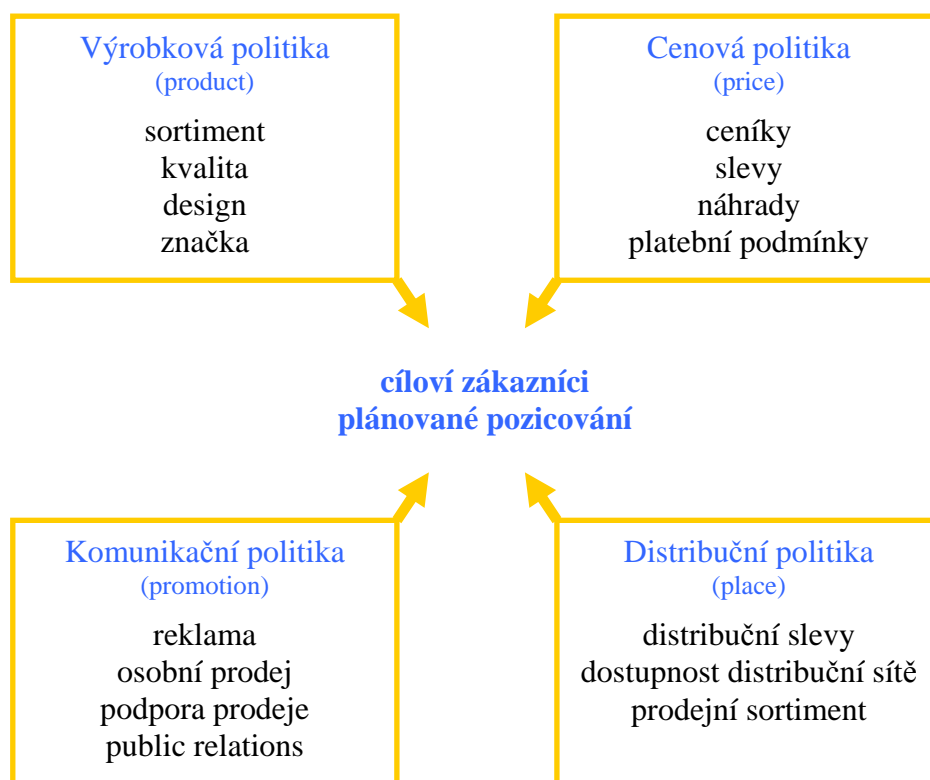 Výrobková politika
(product)
sortiment
kvalita
design
značka
Cenová politika
(price)
ceníky
slevy
náhrady
platební podmínky
cíloví zákazníci
plánované pozicování
Komunikační politika
(promotion)
reklama
osobní prodej
podpora prodeje
public relations
Distribuční politika
(place)
distribuční slevy
dostupnost distribuční sítě
prodejní sortiment